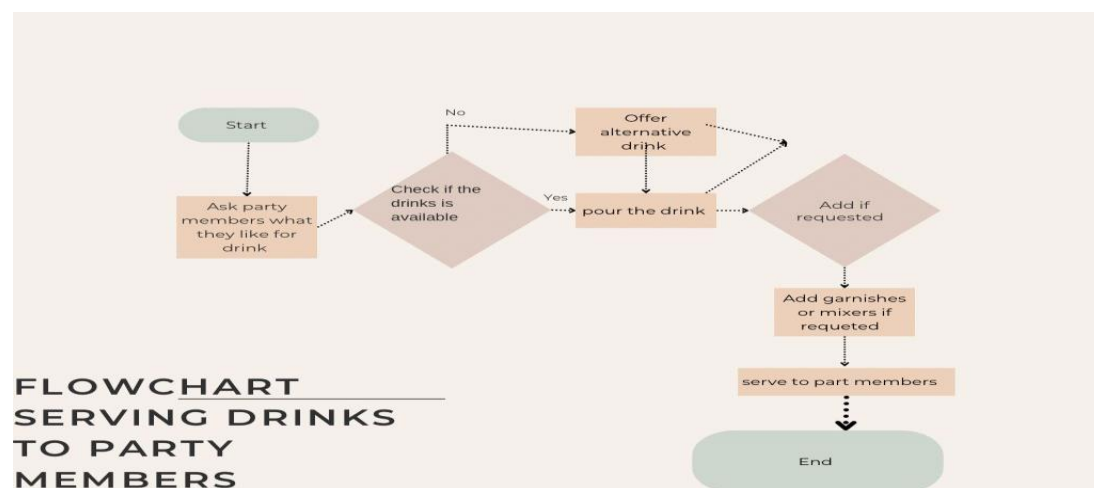 No
Start
Offer
alternative
drink
Ask party
members what
they like for
drink
Check if the
drinks is
available
Yes
pour the drink
Add if
requested
Add garnishes
or mixers if
requeted
serve to part members
End
FLOWCHART
SERVING DRINKS
TO PARTY
MEMBERS